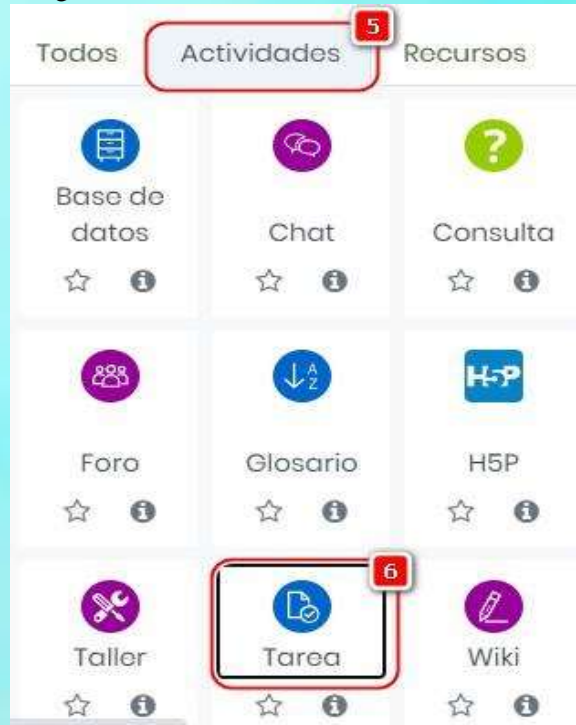 5
Todos Actividades Recursos
Base de
datos Chat Consulta
Foro Glosario H5P
H5P
6
Taller Tarea Wiki